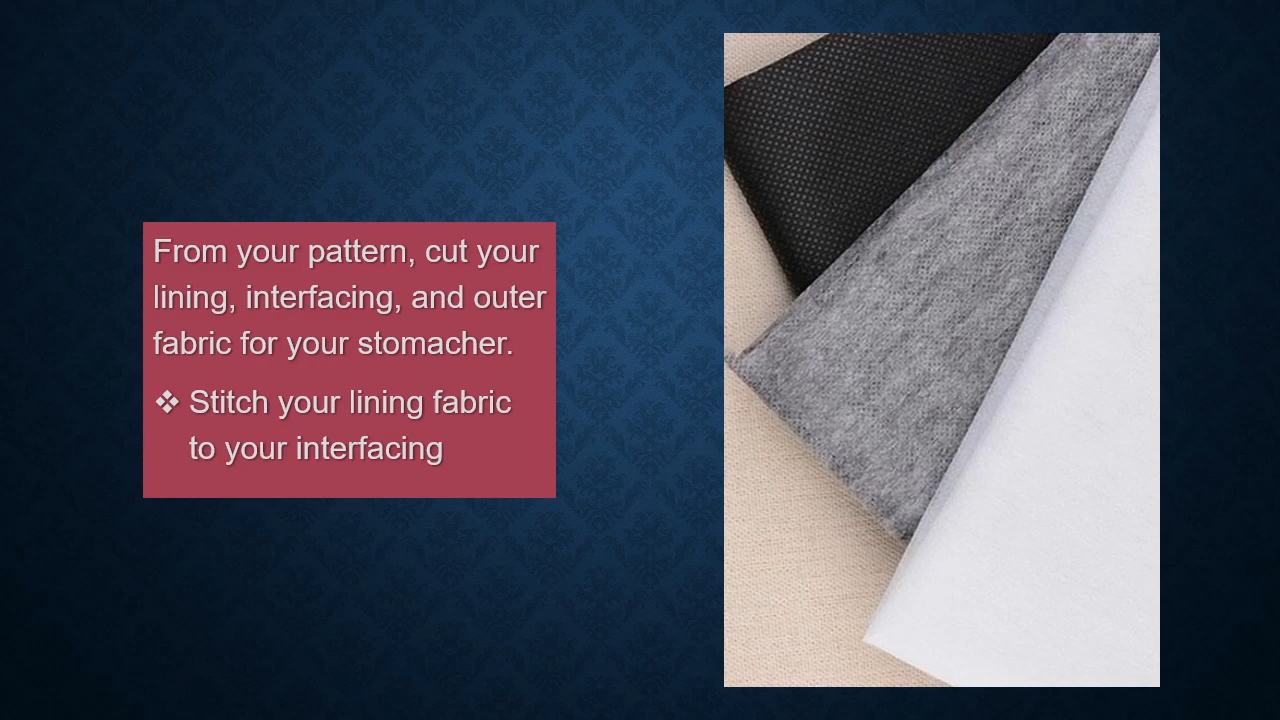 From your pattern, cut your
lining, interfacing, and outer
fabric for your stomacher.
❖ Stitch your lining fabric
to your interfacing